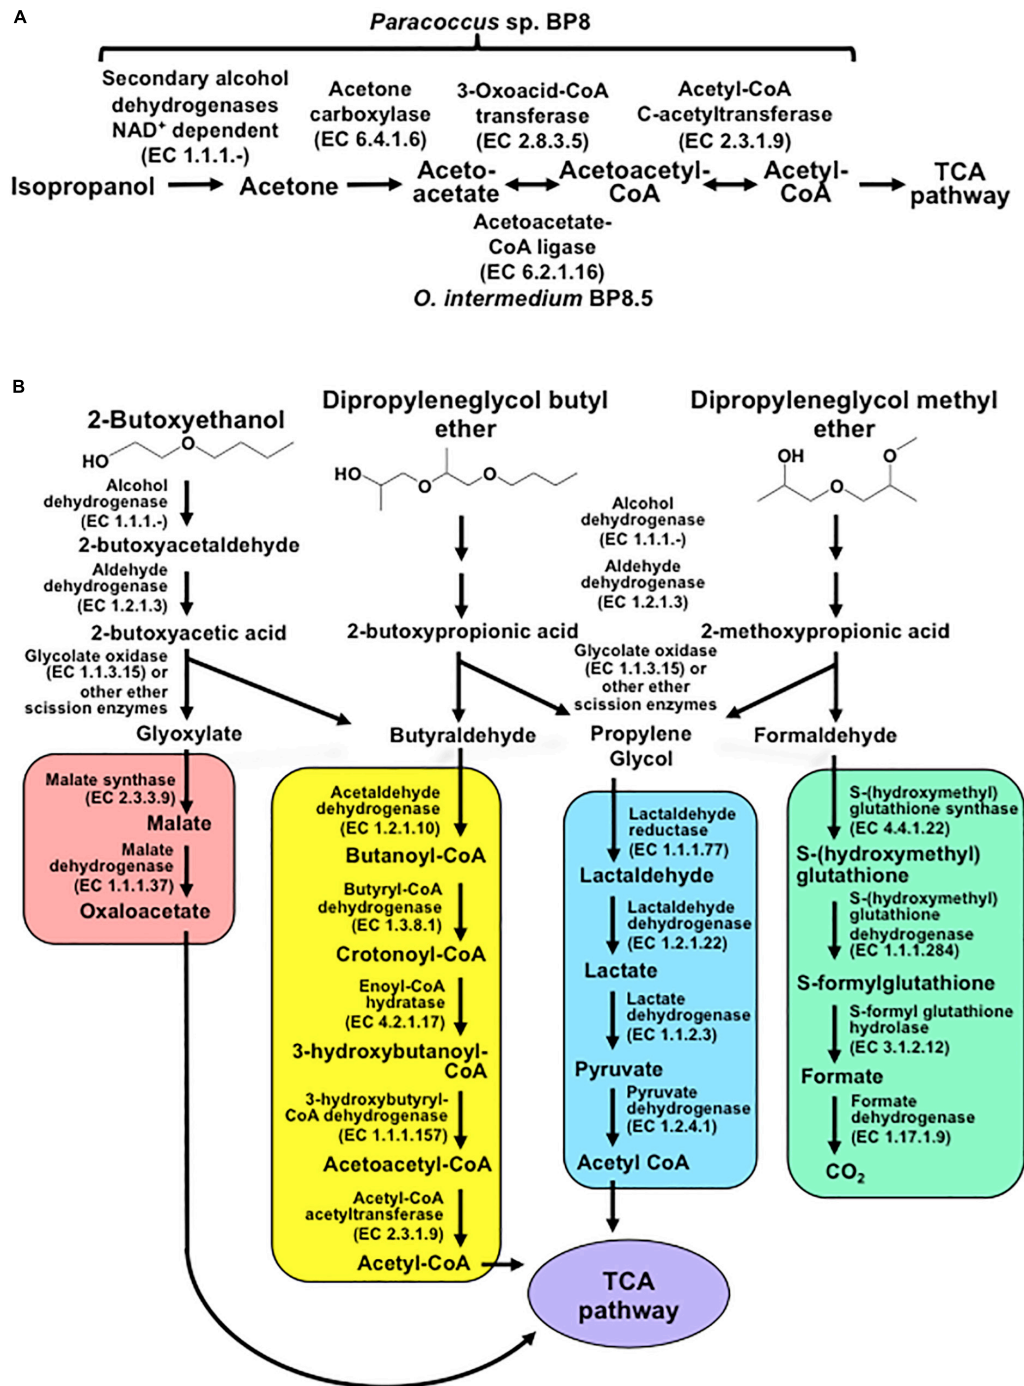 A
Paracoccus sp. BP8
Secondary alcohol
dehydrogenases
NAD⁺ dependent
(EC 1.1.1.-)
Acetone
carboxylase
(EC 6.4.1.6)
3-Oxoacid-CoA
transferase
(EC 2.8.3.5)
Acetyl-CoA
C-acetyltransferase
(EC 2.3.1.9)
Isopropanol
Acetone
Aceto-
acetate
Acetoacetyl-
CoA
Acetyl-
CoA
TCA
pathway
Acetoacetate-
CoA ligase
(EC 6.2.1.16)
O. intermedium BP8.5
B
2-Butoxyethanol
HO
O
Dipropyleneglycol butyl
ether
HO
O
O
Dipropyleneglycol methyl
ether
OH
O
O
Alcohol
dehydrogenase
(EC 1.1.1.-)
2-butoxyacetaldehyde
Aldehyde
dehydrogenase
(EC 1.2.1.3)
2-butoxyacetic acid
Glycolate oxidase
(EC 1.1.3.15) or
other ether
scission enzymes
Glyoxylate
Alcohol
dehydrogenase
(EC 1.1.1.-)
Aldehyde
dehydrogenase
(EC 1.2.1.3)
2-butoxypropionic acid
2-methoxypropionic acid
Glycolate oxidase
(EC 1.1.3.15) or
other ether
scission enzymes
Butyraldehyde
Propylene
Glycol
Formaldehyde
Malate synthase
(EC 2.3.3.9)
Malate
Malate
dehydrogenase
(EC 1.1.1.37)
Oxaloacetate
Acetaldehyde
dehydrogenase
(EC 1.2.1.10)
Butanoyl-CoA
Butyryl-CoA
dehydrogenase
(EC 1.3.8.1)
Crotonoyl-CoA
Enoyl-CoA
hydratase
(EC 4.2.1.17)
3-hydroxybutanoyl-
CoA
3-hydroxybutyryl-
CoA dehydrogenase
(EC 1.1.1.157)
Acetoacetyl-CoA
Acetyl-CoA
acetyltransferase
(EC 2.3.1.9)
Acetyl-CoA
Lactaldehyde
reductase
(EC 1.1.1.77)
Lactaldehyde
Lactaldehyde
dehydrogenase
(EC 1.2.1.22)
Lactate
Lactate
dehydrogenase
(EC 1.1.2.3)
Pyruvate
Pyruvate
dehydrogenase
(EC 1.2.4.1)
Acetyl CoA
S-(hydroxymethyl)
glutathione synthase
(EC 4.4.1.22)
S-(hydroxymethyl)
glutathione
S-(hydroxymethyl)
glutathione
dehydrogenase
(EC 1.1.1.284)
S-formylglutathione
S-formyl glutathione
hydrolase
(EC 3.1.2.12)
Formate
Formate
dehydrogenase
(EC 1.17.1.9)
CO₂
TCA
pathway